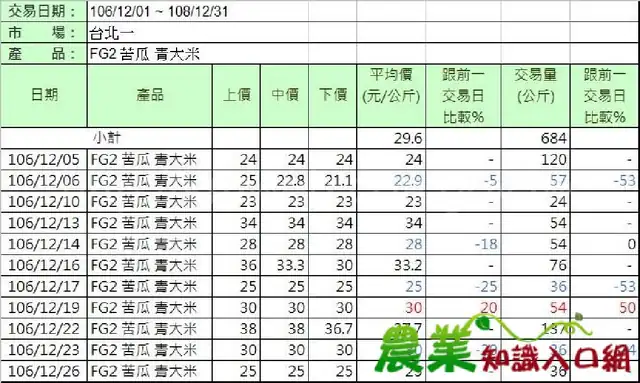 交易日期： 106/12/01 ~ 108/12/31
市　場： 台北一
產　品： FG2 苦瓜 青大米
日期 產品 上價 中價 下價 平均價(元/公斤) 跟前一交易日比較% 交易量(公斤) 跟前一交易日比較%
小計 29.6 684
106/12/05 FG2 苦瓜 青大米 24 24 24 24 - 120 -
106/12/06 FG2 苦瓜 青大米 25 22.8 21.1 22.9 -5 57 -53
106/12/10 FG2 苦瓜 青大米 23 23 23 23 - 24 -
106/12/13 FG2 苦瓜 青大米 34 34 34 34 - 54 -
106/12/14 FG2 苦瓜 青大米 28 28 28 28 -18 54 0
106/12/16 FG2 苦瓜 青大米 36 33.3 30 33.2 - 76 -
106/12/17 FG2 苦瓜 青大米 25 25 25 25 -25 36 -53
106/12/19 FG2 苦瓜 青大米 30 30 30 30 20 54 50
106/12/22 FG2 苦瓜 青大米 38 38 36.7 137
106/12/23 FG2 苦瓜 青大米 30 30 30
106/12/26 FG2 苦瓜 青大米 25 25 25
農業知識入口網